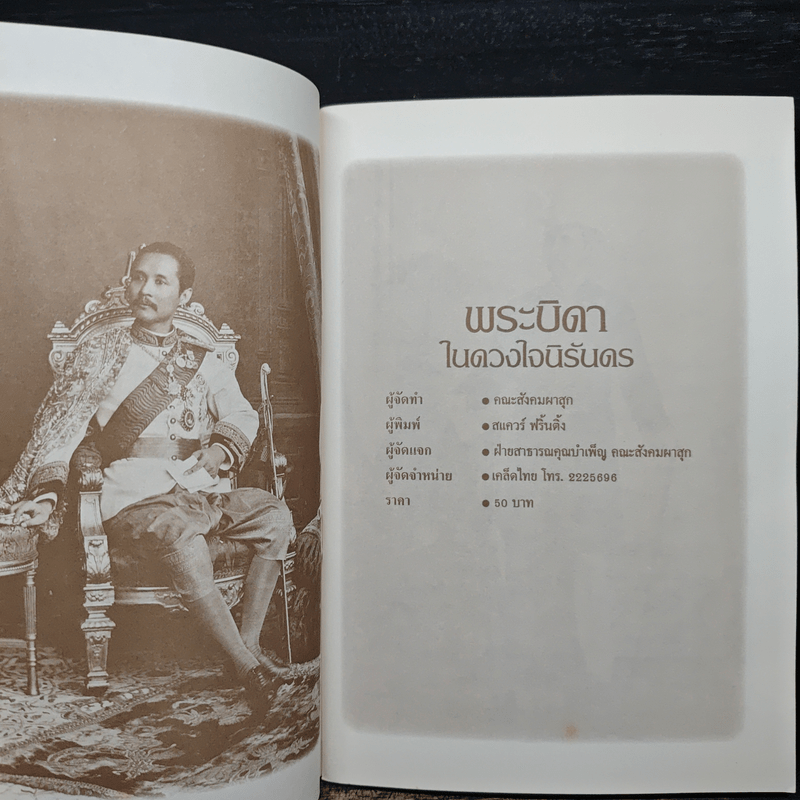 พระบิดา
ในดวงใจนิรันดร
ผู้จัดทำ ● คณะสังคมผาสุก
ผู้พิมพ์ ● สแควร์ ฟริ้นติ้ง
ผู้จัดแจก ● ฝ่ายสาธารณคุณบำเพ็ญ คณะสังคมผาสุก
ผู้จัดจำหน่าย ● เคล็ดไทย โทร. 2225696
ราคา ● 50 บาท